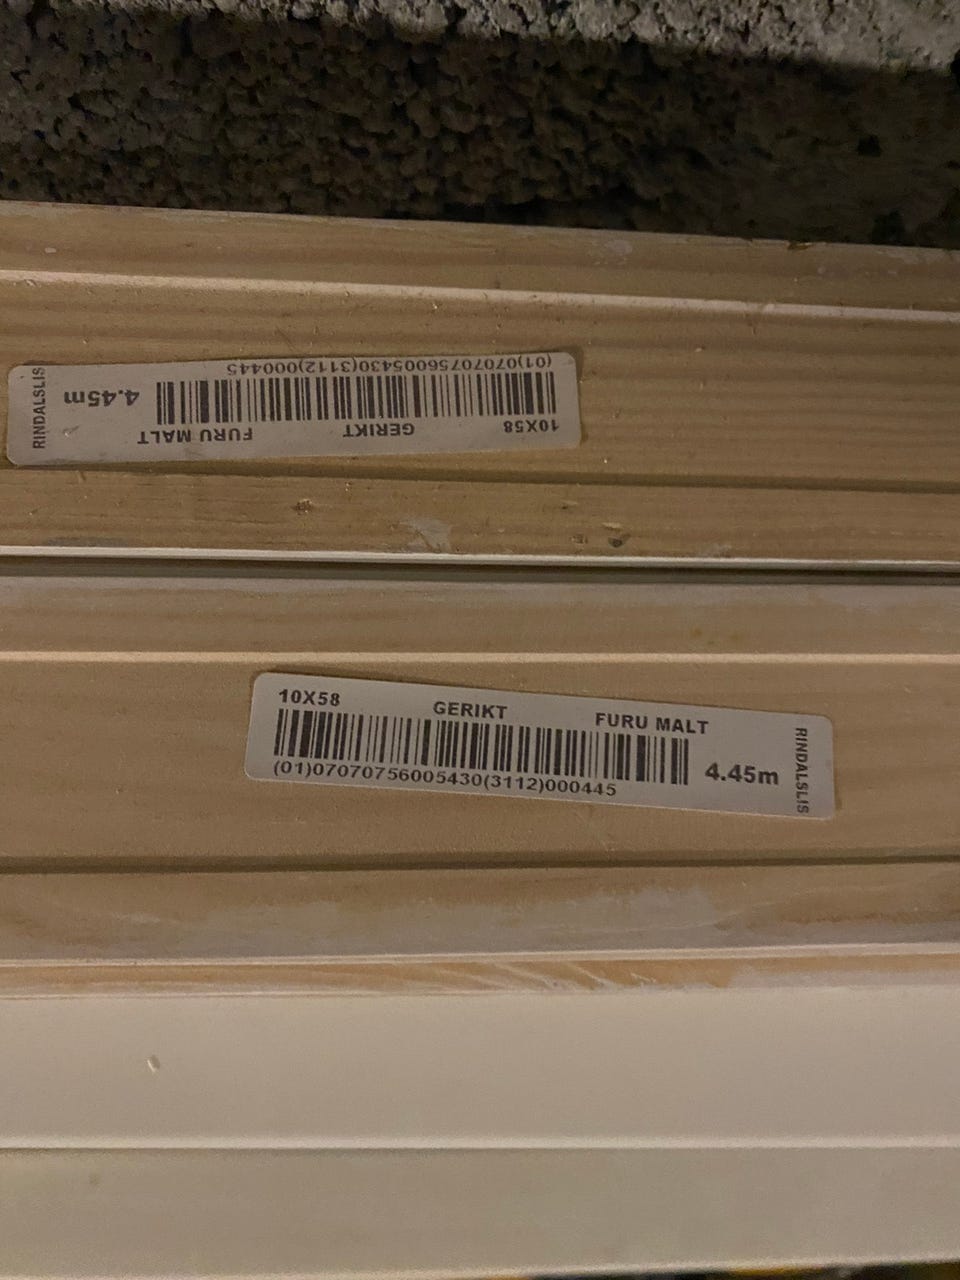 (01)07070756005430(3112)000445
RINDALSLIS
4.45m
10X58 GERIKT FURU MALT
10X58 GERIKT FURU MALT
RINDALSLIS
4.45m
(01)07070756005430(3112)000445